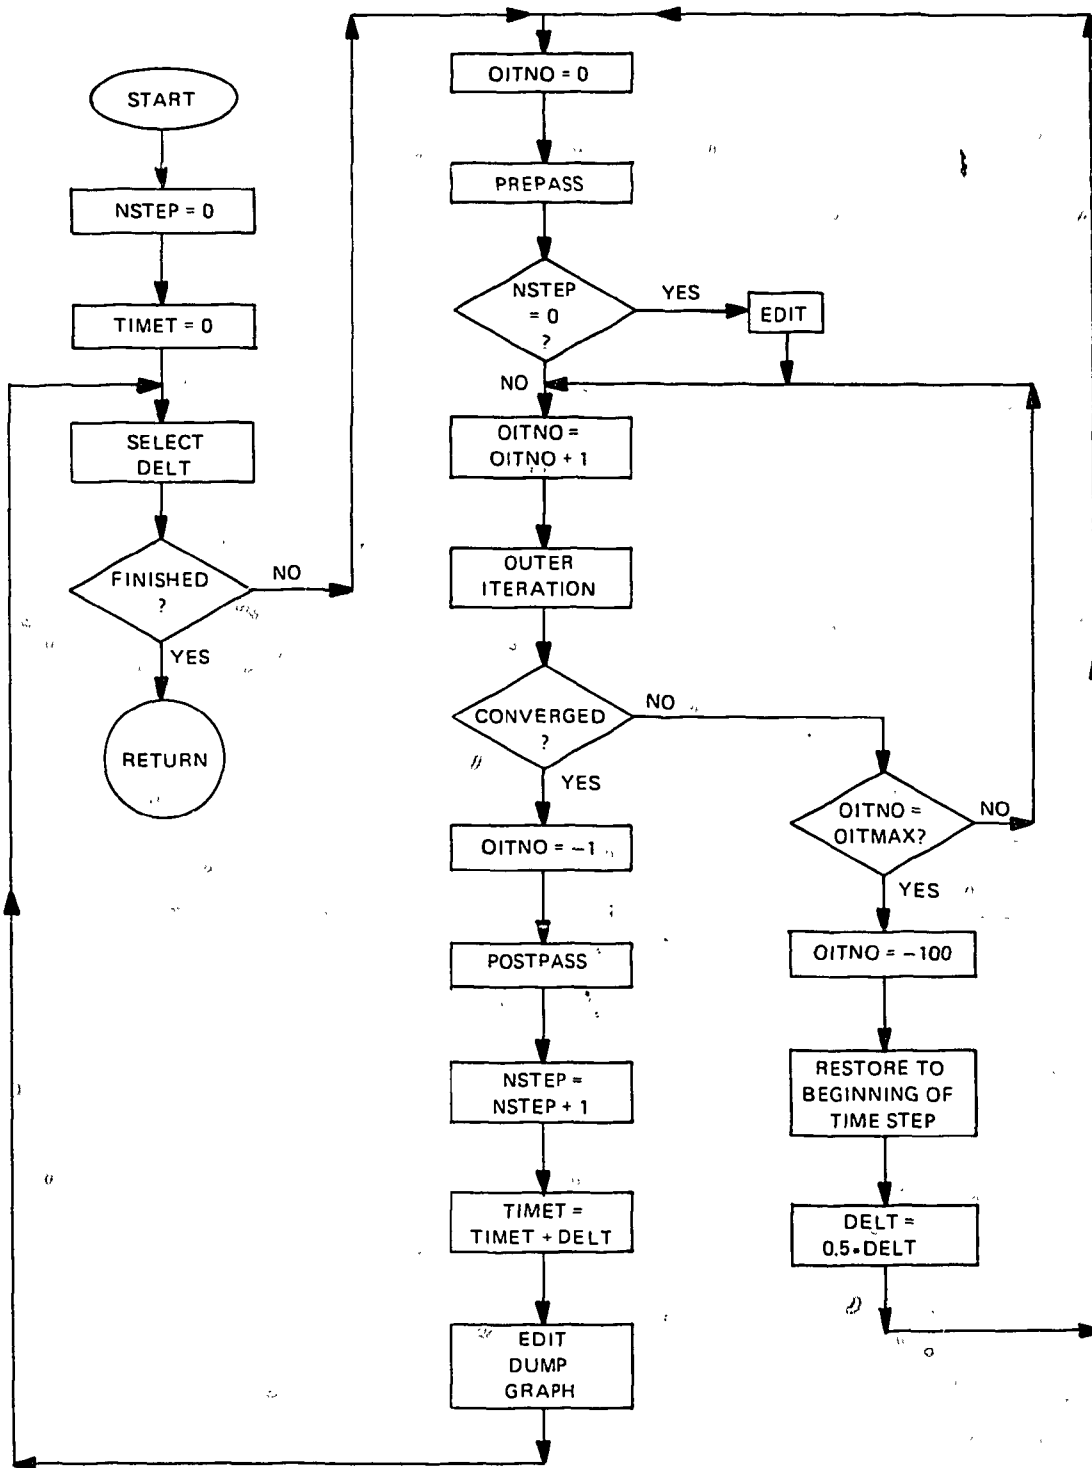 START
NSTEP = 0
TIMET = 0
SELECT
DELT
FINISHED
?
NO
YES
RETURN
OITNO = 0
PREPASS
NSTEP
= 0
?
YES
EDIT
NO
OITNO =
OITNO + 1
OUTER
ITERATION
CONVERGED
?
NO
YES
OITNO = -1
POSTPASS
NSTEP =
NSTEP + 1
TIMET =
TIMET + DELT
EDIT
DUMP
GRAPH
OITNO =
OITMAX?
NO
YES
OITNO = -100
RESTORE TO
BEGINNING OF
TIME STEP
DELT =
0.5•DELT